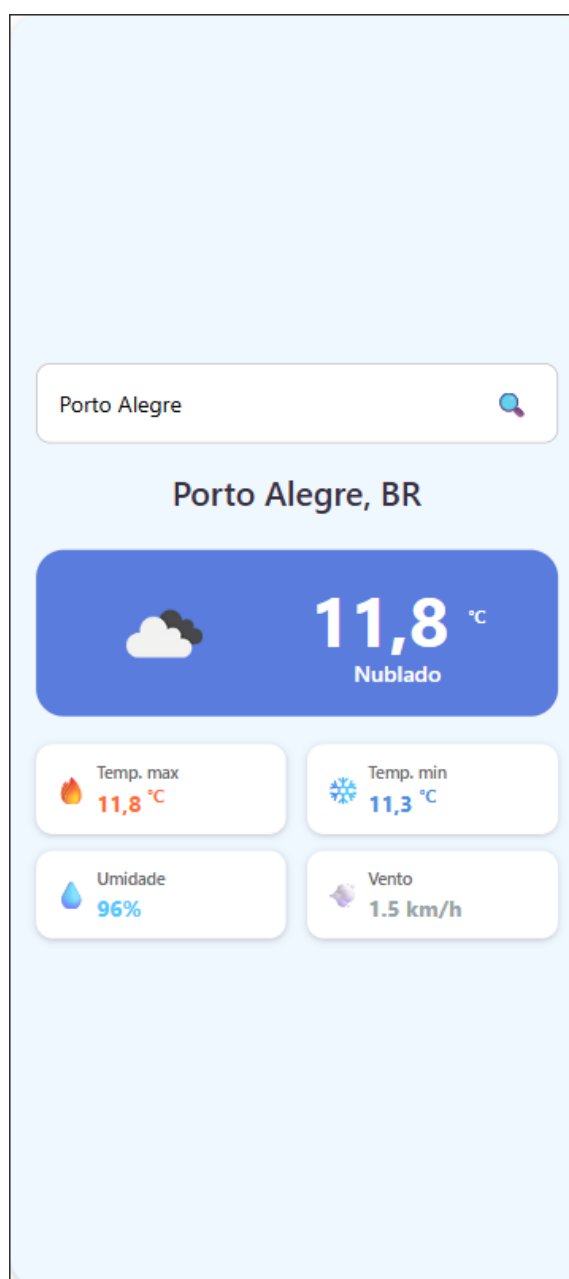 Porto Alegre
Porto Alegre, BR
11,8 °C
Nublado
Temp. max
11,8 °C
Temp. min
11,3 °C
Umidade
96%
Vento
1.5 km/h